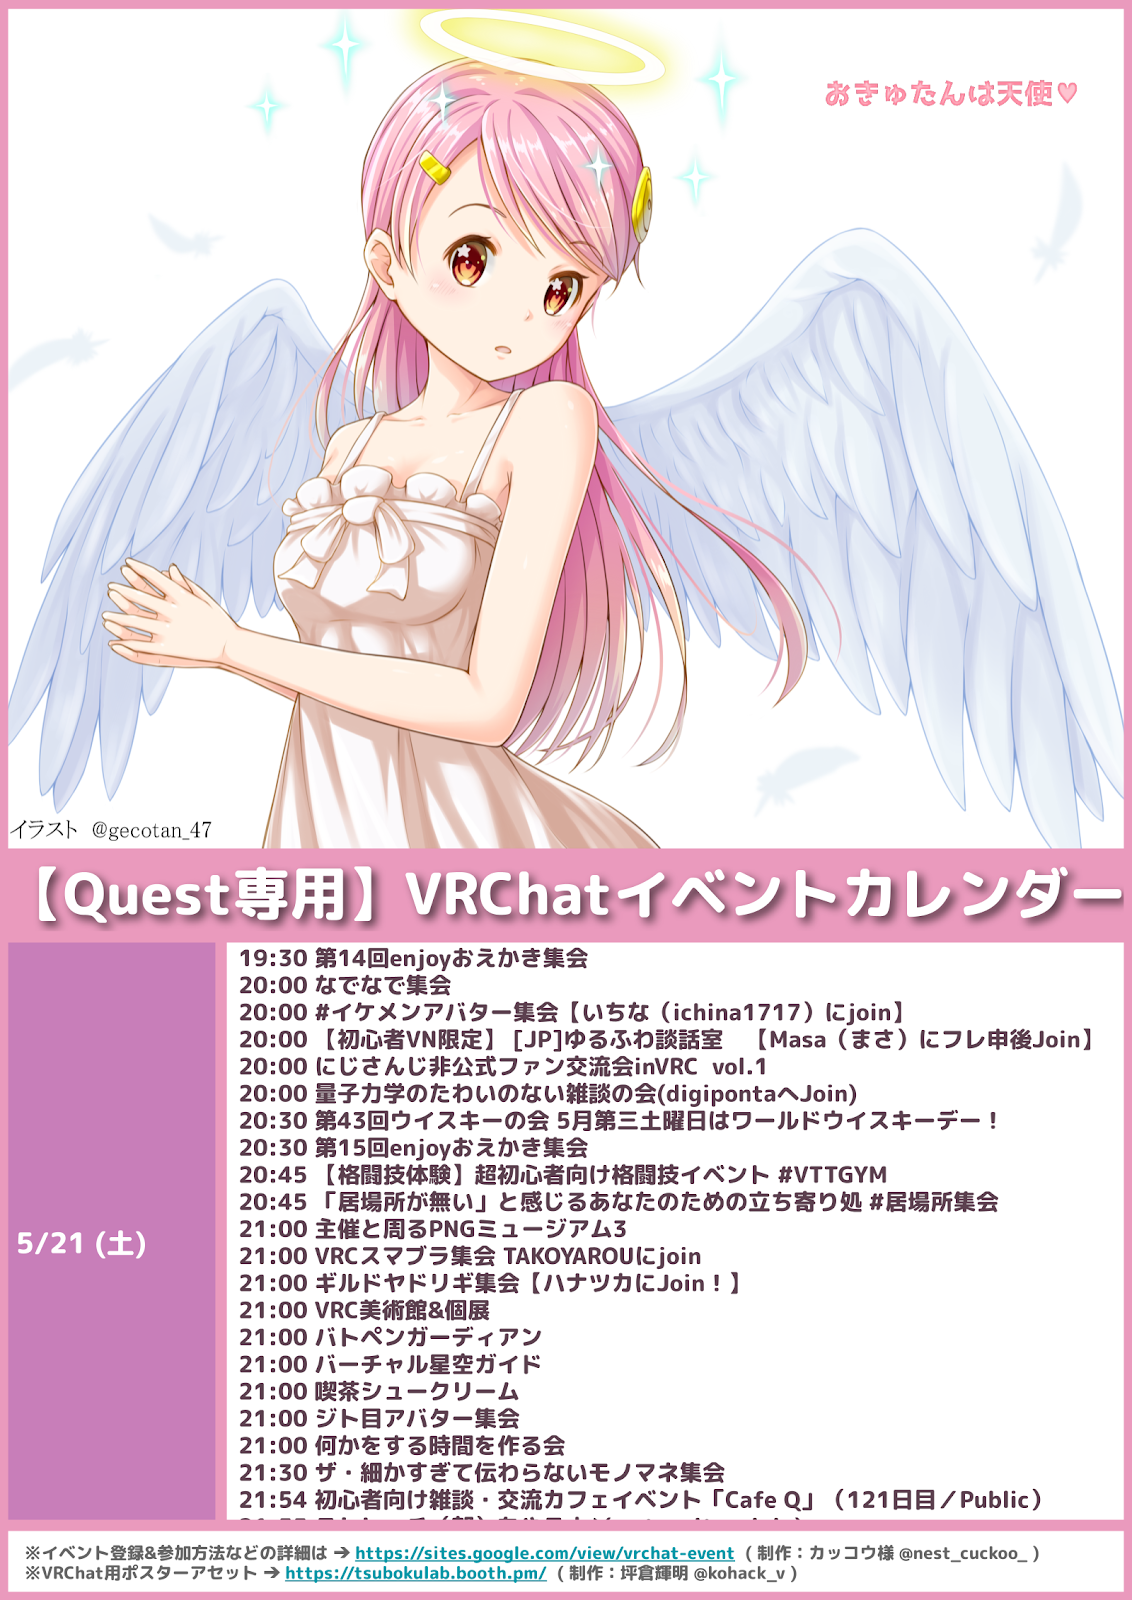 おきゅたんは天使♥
イラスト @gecotan_47
【Quest専用】VRChatイベントカレンダー
5/21 (土)
19:30 第14回enjoyおえかき集会
20:00 なでなで集会
20:00 #イケメンアバター集会【いちな（ichina1717）にjoin】
20:00 【初心者VN限定】 [JP]ゆるふわ談話室　【Masa（まさ）にフレ申後Join】
20:00 にじさんじ非公式ファン交流会inVRC vol.1
20:00 量子力学のたわいのない雑談の会(digipontaへJoin)
20:30 第43回ウイスキーの会 5月第三土曜日はワールドウイスキーデー！
20:30 第15回enjoyおえかき集会
20:45 【格闘技体験】超初心者向け格闘技イベント #VTTGYM
20:45 「居場所が無い」と感じるあなたのための立ち寄り処 #居場所集会
21:00 主催と周るPNGミュージアム3
21:00 VRCスマブラ集会 TAKOYAROUにjoin
21:00 ギルドヤドリギ集会【ハナツカにJoin！】
21:00 VRC美術館&個展
21:00 バトペンガーディアン
21:00 バーチャル星空ガイド
21:00 喫茶シュークリーム
21:00 ジト目アバター集会
21:00 何かをする時間を作る会
21:30 ザ・細かすぎて伝わらないモノマネ集会
21:54 初心者向け雑談・交流カフェイベント「Cafe Q」（121日目／Public）
※イベント登録&参加方法などの詳細は ➔ https://sites.google.com/view/vrchat-event ( 制作：カッコウ様 @nest_cuckoo_ )
※VRChat用ポスターアセット ➔ https://tsubokulab.booth.pm/ ( 制作：坪倉輝明 @kohack_v )